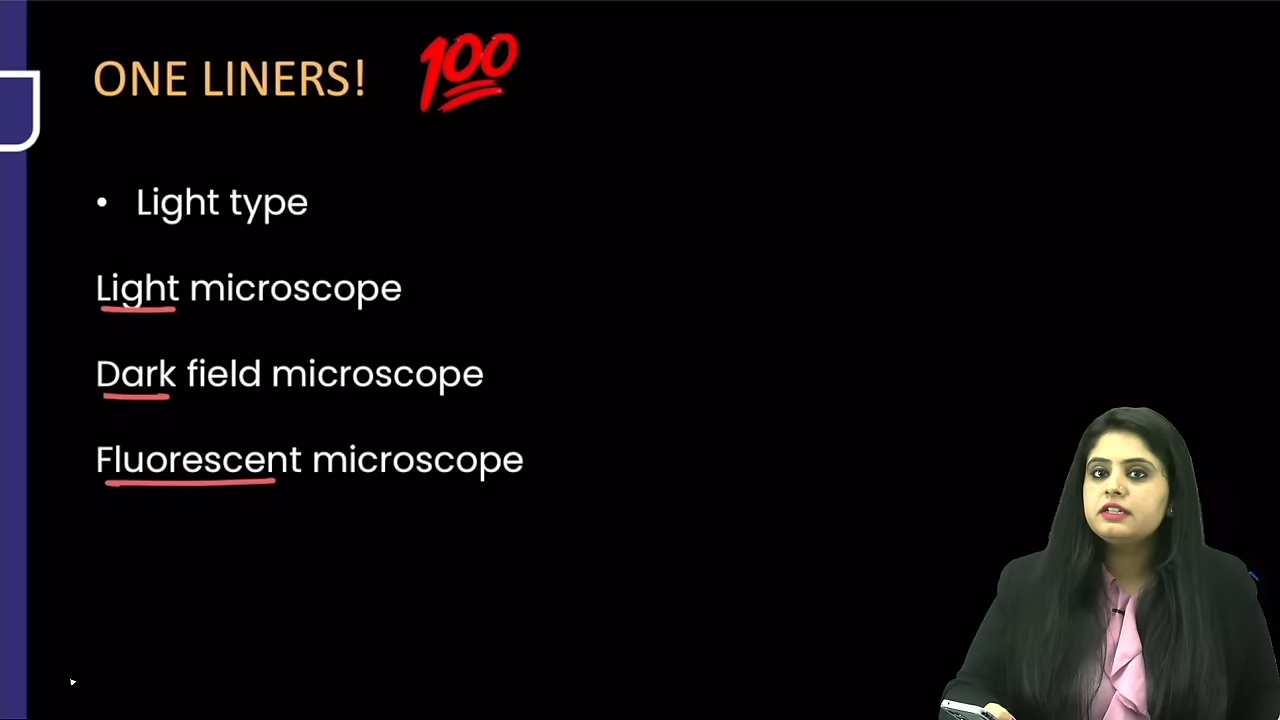 ONE LINERS! 💯
• Light type
Light microscope
Dark field microscope
Fluorescent microscope